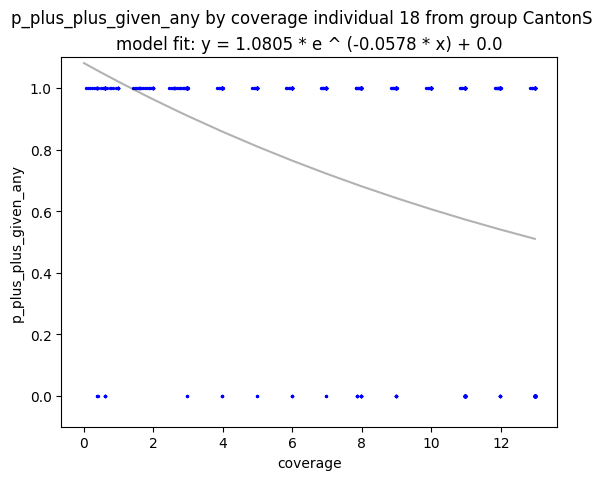 p_plus_plus_given_any by coverage individual 18 from group CantonS
model fit: y = 1.0805 * e ^ (-0.0578 * x) + 0.0
p_plus_plus_given_any
1.0
0.8
0.6
0.4
0.2
0.0
0 2 4 6 8 10 12
coverage